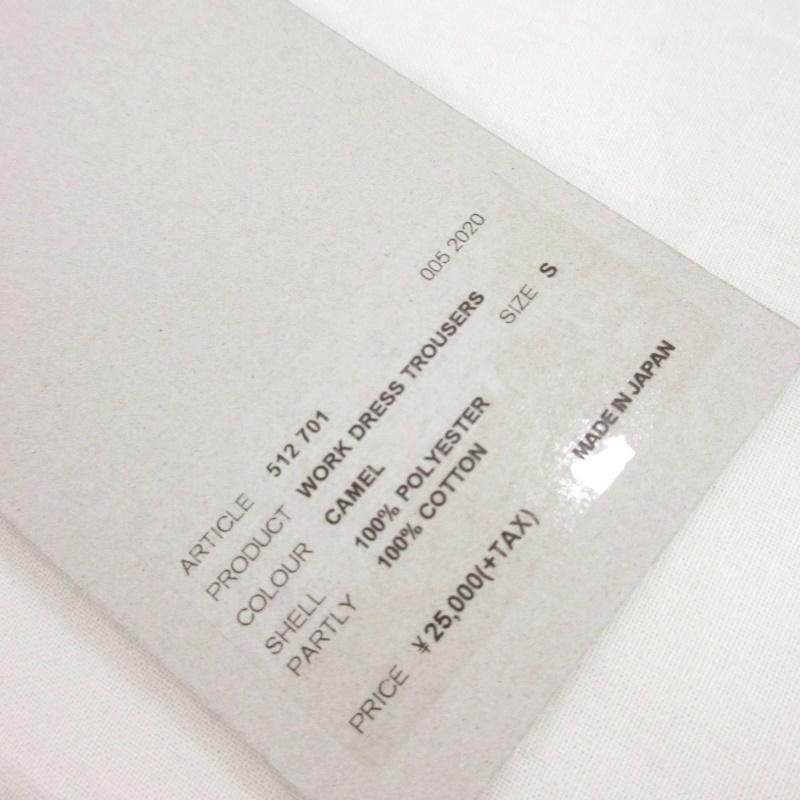 005 2020
ARTICLE 512 701
PRODUCT WORK DRESS TROUSERS
SIZE S
COLOUR CAMEL
SHELL 100% POLYESTER
PARTLY 100% COTTON
MADE IN JAPAN
PRICE ¥25,000(+TAX)